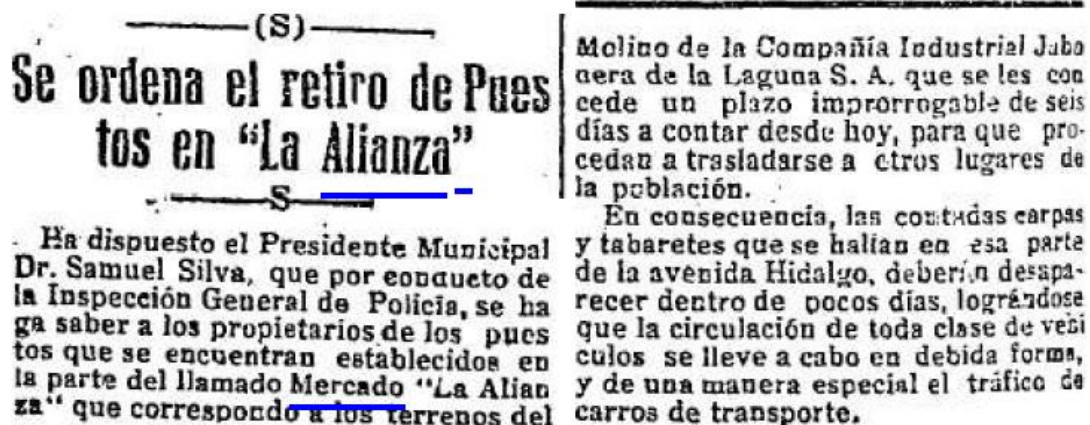 (S)
Se ordena el retiro de Pues
tos en "La Alianza"
S
Ha dispuesto el Presidente Municipal
Dr. Samuel Silva, que por conducto de
la Inspección General de Policía, se ha
ga saber a los propietarios de los pues
tos que se encuentran establecidos en
la parte del llamado Mercado "La Alian
za" que correspondo a los terrenos del
Molino de la Compañía Industrial Jabo
nera de la Laguna S. A. que se les con
cede un plazo improrrogable de seis
días a contar desde hoy, para que pro-
cedan a trasladarse a otros lugares de
la población.
En consecuencia, las contadas carpas
y tabaretes que se hallan en esa parte
de la avenida Hidalgo, deberán desapa-
recer dentro de pocos días, lográndose
que la circulación de toda clase de vehí
culos se lleve a cabo en debida forma,
y de una manera especial el tráfico de
carros de transporte.